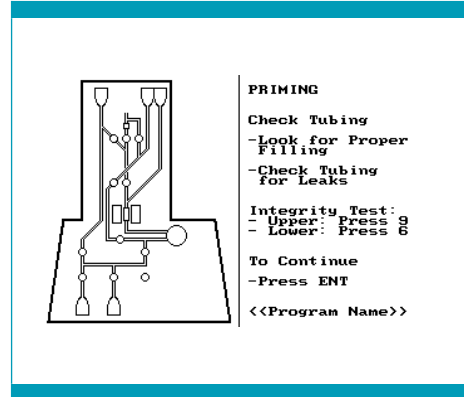 PRIMING
Check Tubing
-Look for Proper
Filling
-Check Tubing
for Leaks
Integrity Test:
- Upper: Press 9
- Lower: Press 6
To Continue
-Press ENT
<<Program Name>>